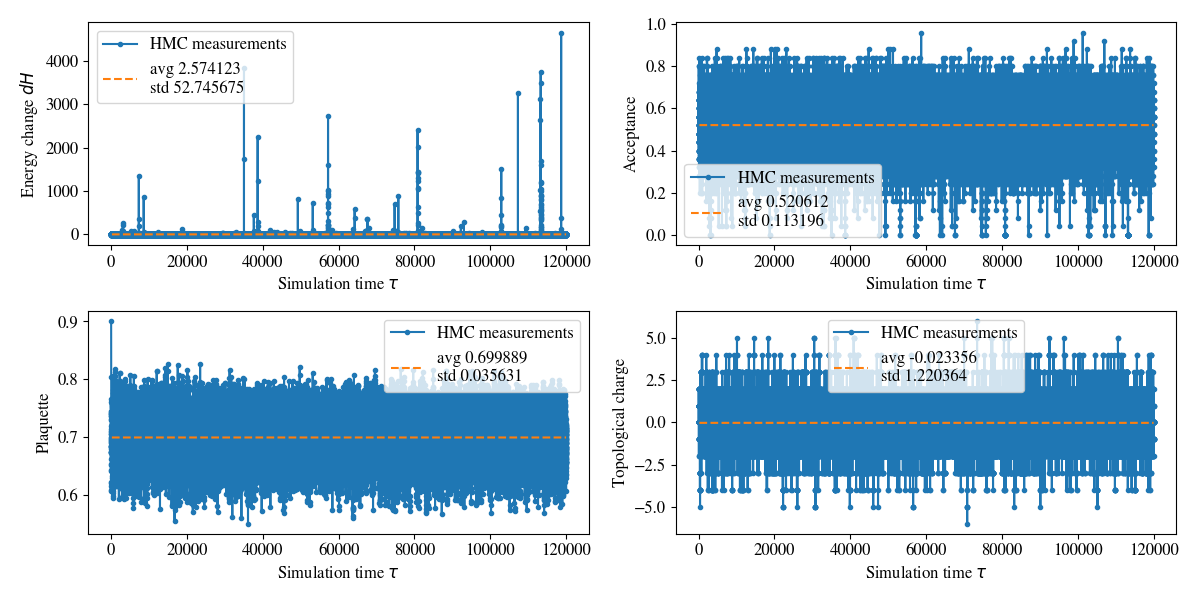 Energy change dH
4000
3000
2000
1000
0
HMC measurements
avg 2.574123
std 52.745675
0
20000
40000
60000
80000
100000
120000
Simulation time τ
Acceptance
1.0
0.8
0.6
0.4
0.2
0.0
HMC measurements
avg 0.520612
std 0.113196
0
20000
40000
60000
80000
100000
120000
Simulation time τ
Plaquette
0.9
0.8
0.7
0.6
HMC measurements
avg 0.699889
std 0.035631
0
20000
40000
60000
80000
100000
120000
Simulation time τ
Topological charge
5.0
2.5
0.0
−2.5
−5.0
HMC measurements
avg -0.023356
std 1.220364
0
20000
40000
60000
80000
100000
120000
Simulation time τ